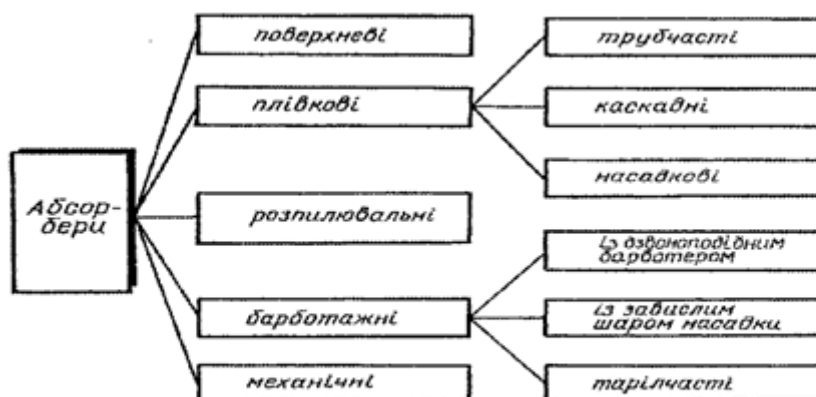 Абсор-
бери
поверхневі
плівкові
розпилювальні
барботажні
механічні
трубчасті
каскадні
насадкові
із дзвоноподібним
барботером
із завислим
шаром насадки
тарілчасті